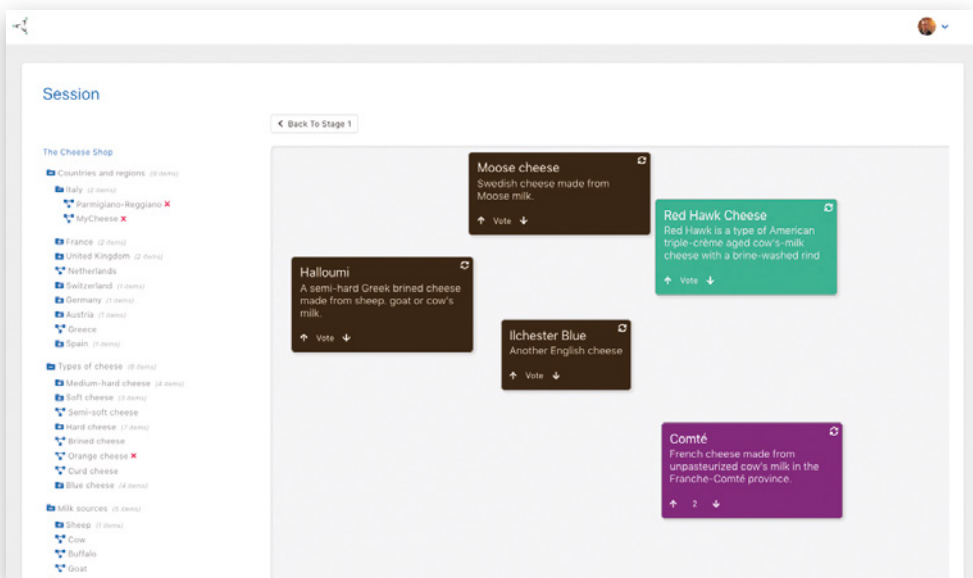 Session
Back To Stage 1
The Cheese Shop
Countries and regions (9 items)
Italy (2 items)
Parmigiano-Reggiano
MyCheese
France (2 items)
United Kingdom (2 items)
Netherlands
Switzerland (1 items)
Germany (1 items)
Austria (1 items)
Greece
Spain (1 items)
Types of cheese (8 items)
Medium-hard cheese (4 items)
Soft cheese (3 items)
Semi-soft cheese
Hard cheese (7 items)
Brined cheese
Orange cheese
Curd cheese
Blue cheese (4 items)
Milk sources (5 items)
Sheep (1 items)
Cow
Buffalo
Goat
Moose cheese
Swedish cheese made from
Moose milk.
Vote
Red Hawk Cheese
Red Hawk is a type of American
triple-crème aged cow's-milk
cheese with a brine-washed rind
Vote
Halloumi
A semi-hard Greek brined cheese
made from sheep. goat or cow's
milk.
Vote
Ilchester Blue
Another English cheese
Vote
Comté
French cheese made from
unpasteurized cow's milk in the
Franche-Comté province.
2